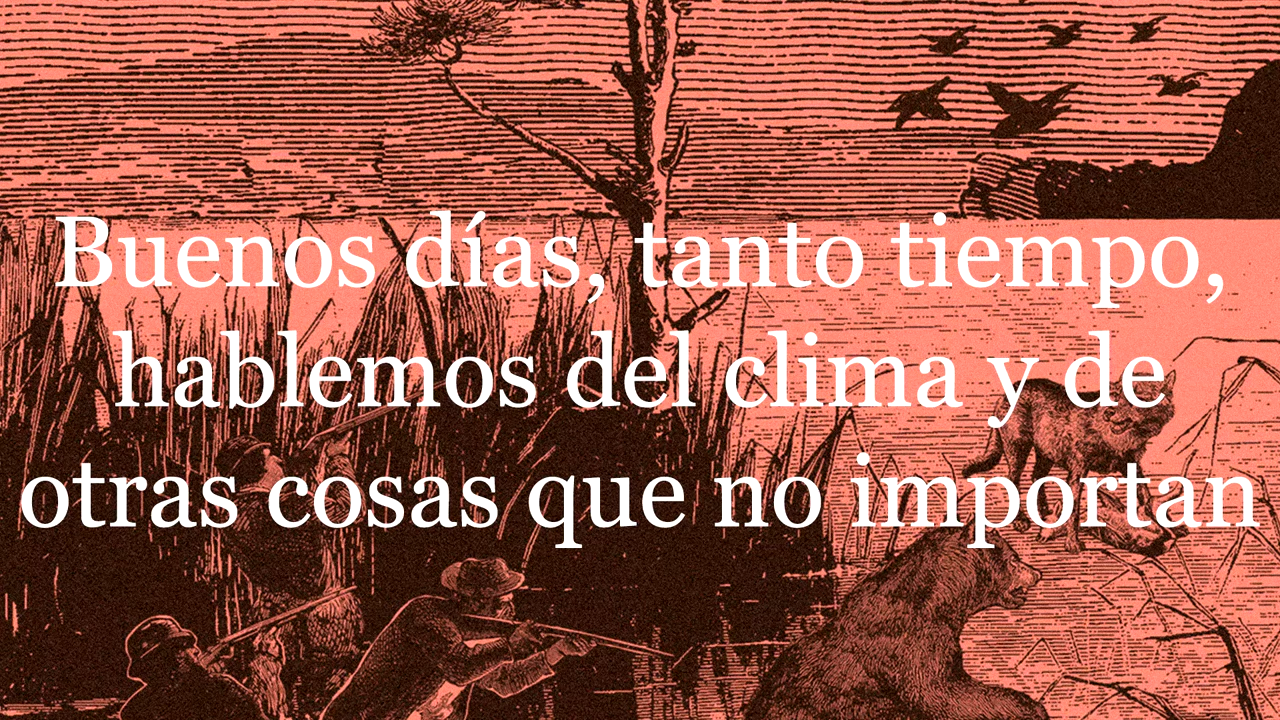 Buenos días, tanto tiempo,
hablemos del clima y de
otras cosas que no importan